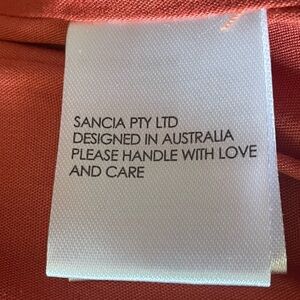 SANCIA PTY LTD
DESIGNED IN AUSTRALIA
PLEASE HANDLE WITH LOVE
AND CARE